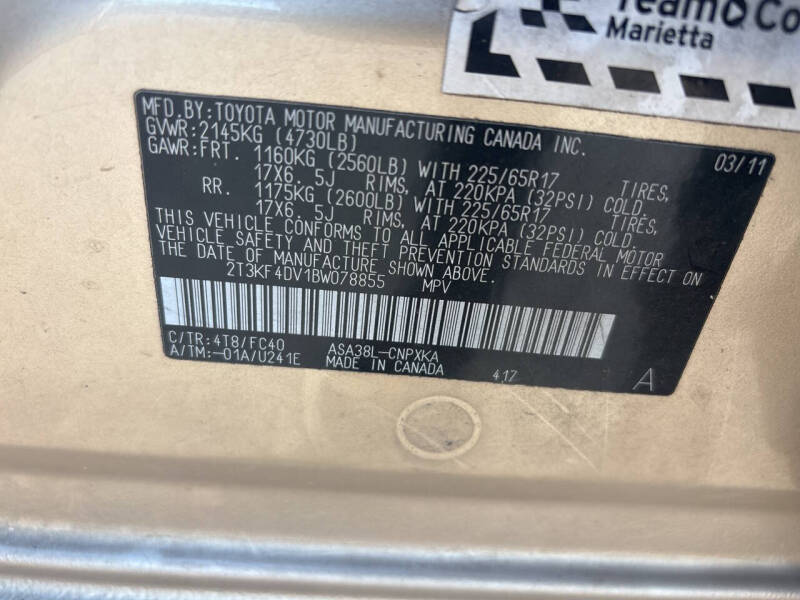 Team Co
Marietta
MFD.BY:TOYOTA MOTOR MANUFACTURING CANADA INC.
GVWR:2145KG (4730LB) 03/11
GAWR:FRT. 1160KG (2560LB) WITH 225/65R17 TIRES,
17X6.5J RIMS, AT 220KPA (32PSI) COLD.
RR. 1175KG (2600LB) WITH 225/65R17 TIRES,
17X6.5J RIMS, AT 220KPA (32PSI) COLD.
THIS VEHICLE CONFORMS TO ALL APPLICABLE FEDERAL MOTOR
VEHICLE SAFETY AND THEFT PREVENTION STANDARDS IN EFFECT ON
THE DATE OF MANUFACTURE SHOWN ABOVE.
2T3KF4DV1BW078855 MPV
C/TR:4T8/FC40 ASA38L-CNPXKA
A/TM:-01A/U241E MADE IN CANADA 417 A